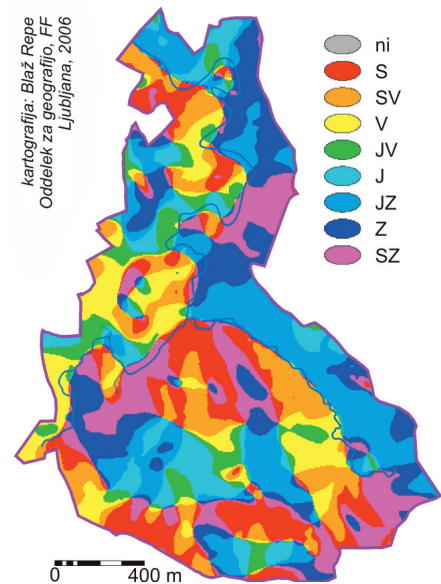 kartografija: Blaž Repe
Oddelek za geografijo, FF
Ljubljana, 2006
ni
S
SV
V
JV
J
JZ
Z
SZ
0 400 m